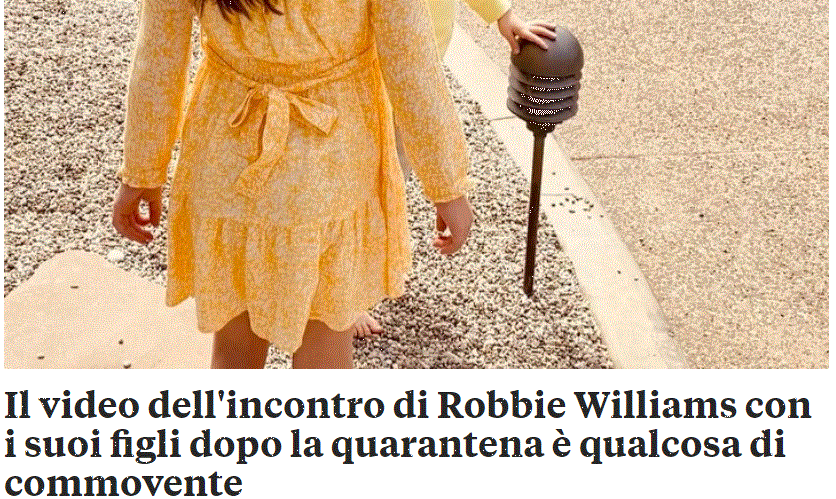 Il video dell'incontro di Robbie Williams con
i suoi figli dopo la quarantena è qualcosa di
commovente